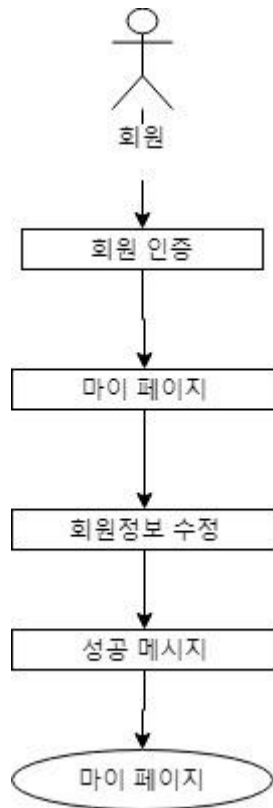 회원
회원 인증
마이 페이지
회원정보 수정
성공 메시지
마이 페이지